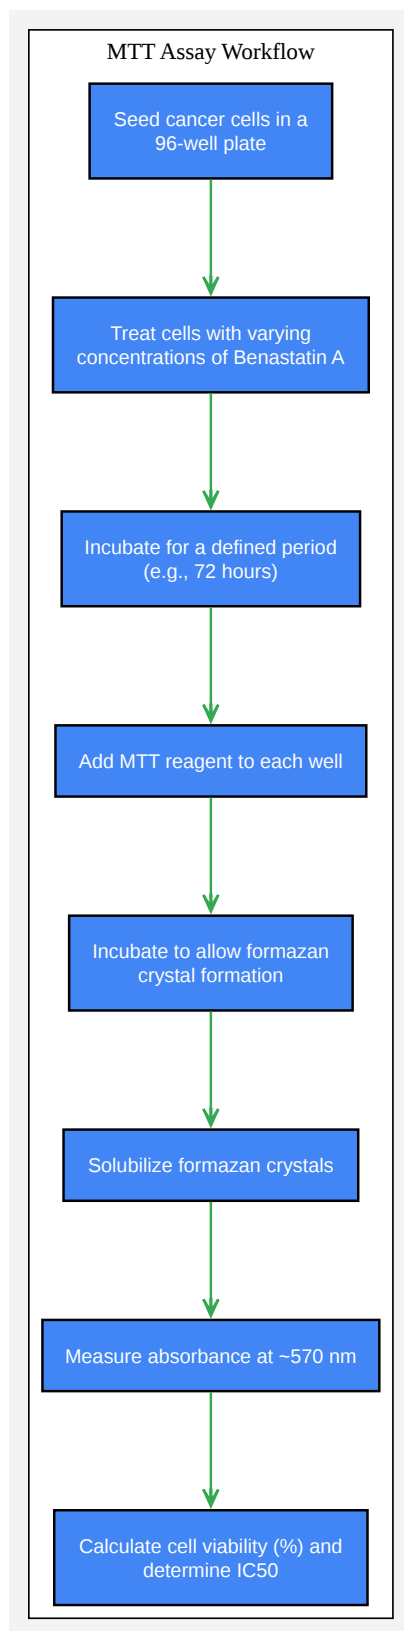 MTT Assay Workflow
Seed cancer cells in a
96-well plate
Treat cells with varying
concentrations of Benastatin A
Incubate for a defined period
(e.g., 72 hours)
Add MTT reagent to each well
Incubate to allow formazan
crystal formation
Solubilize formazan crystals
Measure absorbance at ~570 nm
Calculate cell viability (%) and
determine IC50